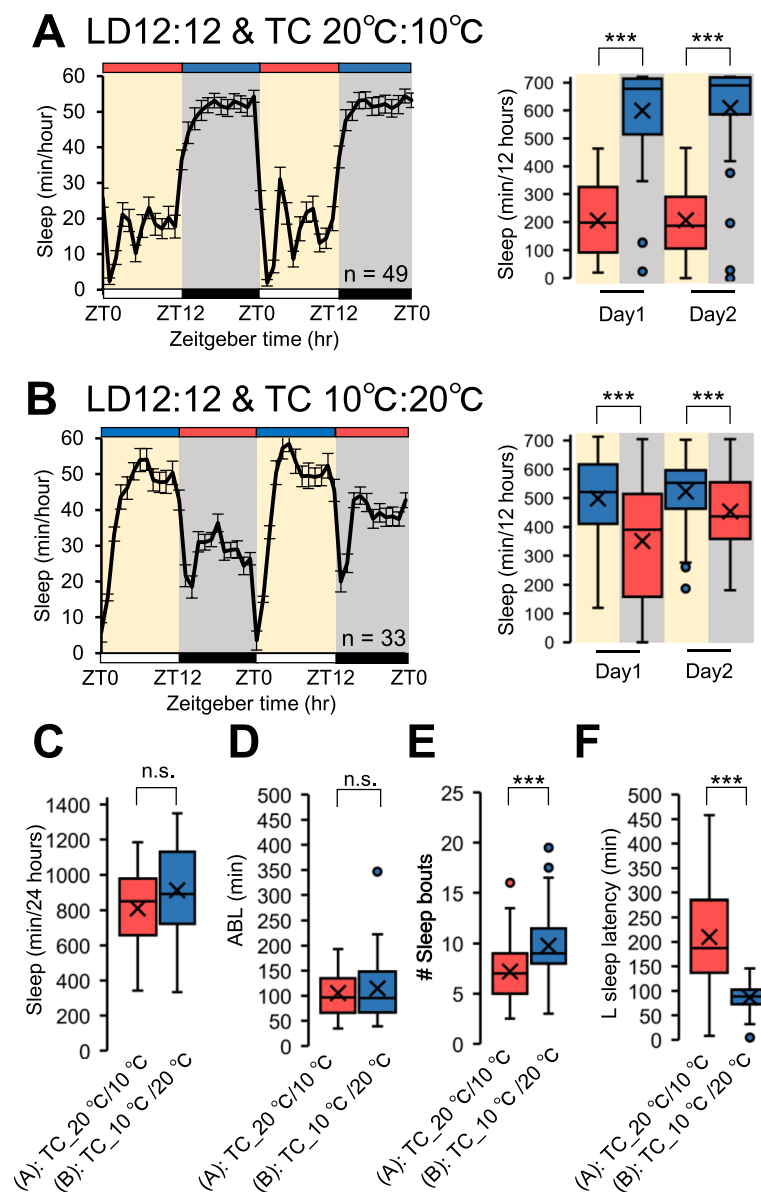 A LD12:12 & TC 20℃:10℃
60
50
40
30
20
10
0
Sleep (min/hour)
n = 49
ZT0 ZT12 ZT0 ZT12 ZT0
Zeitgeber time (hr)
*** ***
700
600
500
400
300
200
100
0
Sleep (min/12 hours)
Day1 Day2
B LD12:12 & TC 10℃:20℃
60
50
40
30
20
10
0
Sleep (min/hour)
n = 33
ZT0 ZT12 ZT0 ZT12 ZT0
Zeitgeber time (hr)
*** ***
700
600
500
400
300
200
100
0
Sleep (min/12 hours)
Day1 Day2
C
n.s.
1400
1200
1000
800
600
400
200
0
Sleep (min/24 hours)
(A): TC_20 ℃/10 ℃
(B): TC_10 ℃/20 ℃
D
n.s.
500
450
400
350
300
250
200
150
100
50
0
ABL (min)
(A): TC_20 ℃/10 ℃
(B): TC_10 ℃/20 ℃
E
***
25
20
15
10
5
0
# Sleep bouts
(A): TC_20 ℃/10 ℃
(B): TC_10 ℃/20 ℃
F
***
500
450
400
350
300
250
200
150
100
50
0
L sleep latency (min)
(A): TC_20 ℃/10 ℃
(B): TC_10 ℃/20 ℃